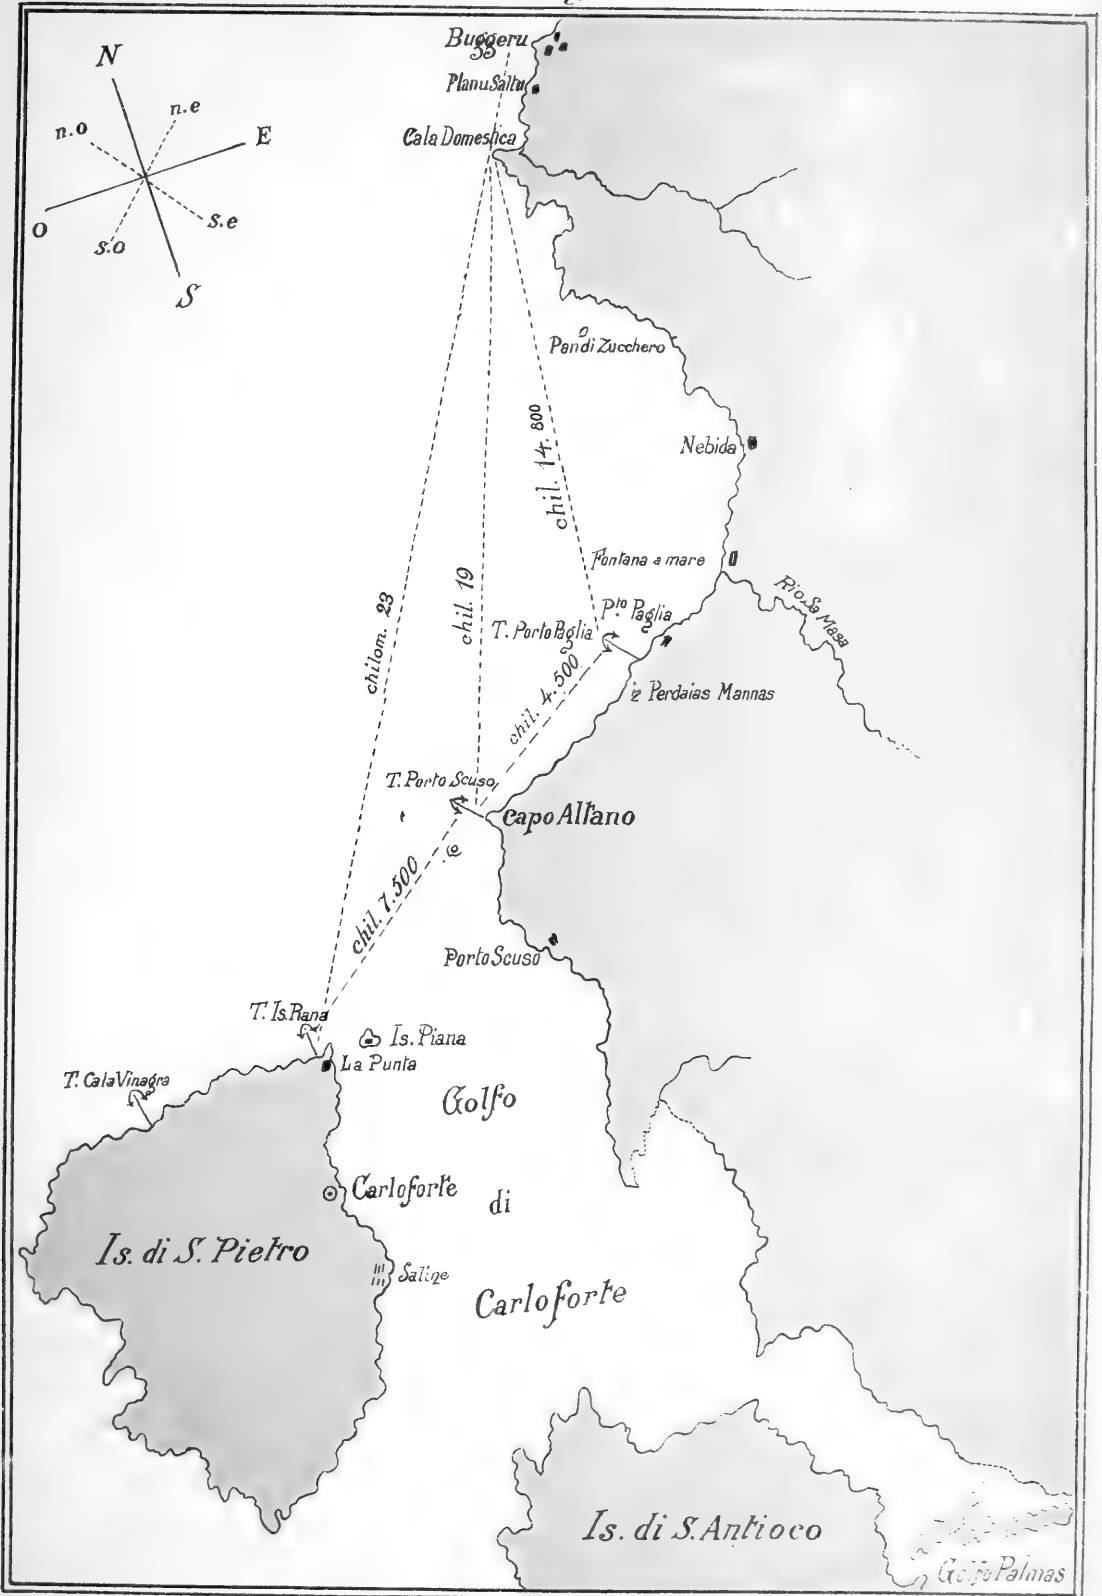 Buggeru
N
Planu Saltu
n.e
n.o
E
Cala Domestica
O
s.e
s.o
S
Pan di Zucchero
chil. 14.800
Nebida
Fontana a mare
Rio Sa Masa
chil. 19
chilom. 23
P.to Paglia
T. Porto Paglia
chil. 4.500
Perdaias Mannas
T. Porto Scuso
Capo Altano
chil. 7.500
Porto Scuso
T. Is. Piana
Is. Piana
La Punta
T. Cala Vinagra
Golfo
Carloforte
di
Is. di S. Pietro
Saline
Carloforte
Is. di S. Antioco
Golfo Palmas